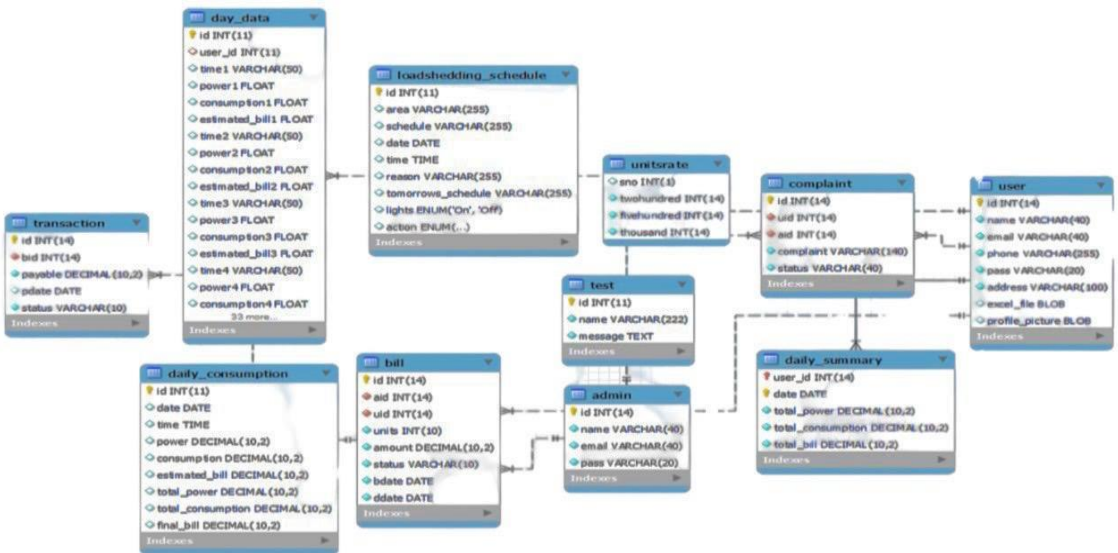 day_data
id INT(11)
user_id INT(11)
time1 VARCHAR(50)
power1 FLOAT
consumption1 FLOAT
estimated_bill1 FLOAT
time2 VARCHAR(50)
power2 FLOAT
consumption2 FLOAT
estimated_bill2 FLOAT
time3 VARCHAR(50)
power3 FLOAT
consumption3 FLOAT
estimated_bill3 FLOAT
time4 VARCHAR(50)
power4 FLOAT
consumption4 FLOAT
33 more...
Indexes
loadshedding_schedule
id INT(11)
area VARCHAR(255)
schedule VARCHAR(255)
date DATE
time TIME
reason VARCHAR(255)
tomorrows_schedule VARCHAR(255)
lights ENUM('On', 'Off')
action ENUM(...)
Indexes
unitsrate
sno INT(1)
twohundred INT(14)
fivehundred INT(14)
thousand INT(14)
Indexes
complaint
id INT(14)
uid INT(14)
aid INT(14)
complaint VARCHAR(140)
status VARCHAR(40)
Indexes
user
id INT(14)
name VARCHAR(40)
email VARCHAR(40)
phone VARCHAR(255)
pass VARCHAR(20)
address VARCHAR(100)
excel_file BLOB
profile_picture BLOB
Indexes
transaction
id INT(14)
bid INT(14)
payable DECIMAL(10,2)
pdate DATE
status VARCHAR(10)
Indexes
test
id INT(11)
name VARCHAR(222)
message TEXT
Indexes
daily_consumption
id INT(11)
date DATE
time TIME
power DECIMAL(10,2)
consumption DECIMAL(10,2)
estimated_bill DECIMAL(10,2)
total_power DECIMAL(10,2)
total_consumption DECIMAL(10,2)
final_bill DECIMAL(10,2)
Indexes
bill
id INT(14)
aid INT(14)
uid INT(14)
units INT(10)
amount DECIMAL(10,2)
status VARCHAR(10)
bdate DATE
ddate DATE
Indexes
admin
id INT(14)
name VARCHAR(40)
email VARCHAR(40)
pass VARCHAR(20)
Indexes
daily_summary
user_id INT(14)
date DATE
total_power DECIMAL(10,2)
total_consumption DECIMAL(10,2)
total_bill DECIMAL(10,2)
Indexes